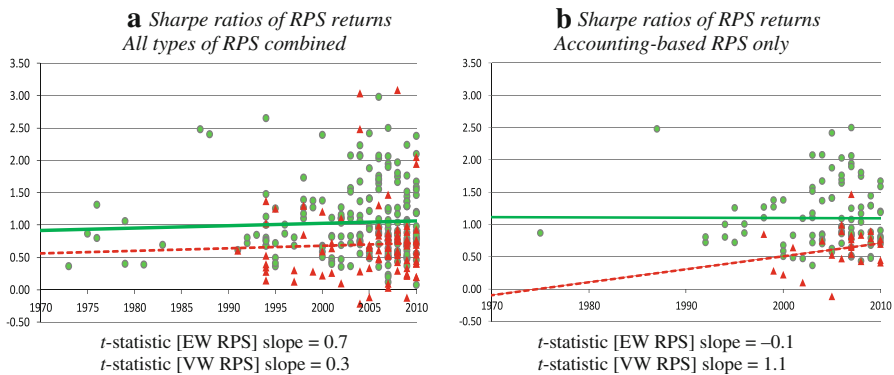 a Sharpe ratios of RPS returns
All types of RPS combined
3.50
3.00
2.50
2.00
1.50
1.00
0.50
0.00
-0.50
1970 1975 1980 1985 1990 1995 2000 2005 2010
t-statistic [EW RPS] slope = 0.7
t-statistic [VW RPS] slope = 0.3
b Sharpe ratios of RPS returns
Accounting-based RPS only
3.50
3.00
2.50
2.00
1.50
1.00
0.50
0.00
-0.50
1970 1980 1990 2000 2010
t-statistic [EW RPS] slope = –0.1
t-statistic [VW RPS] slope = 1.1